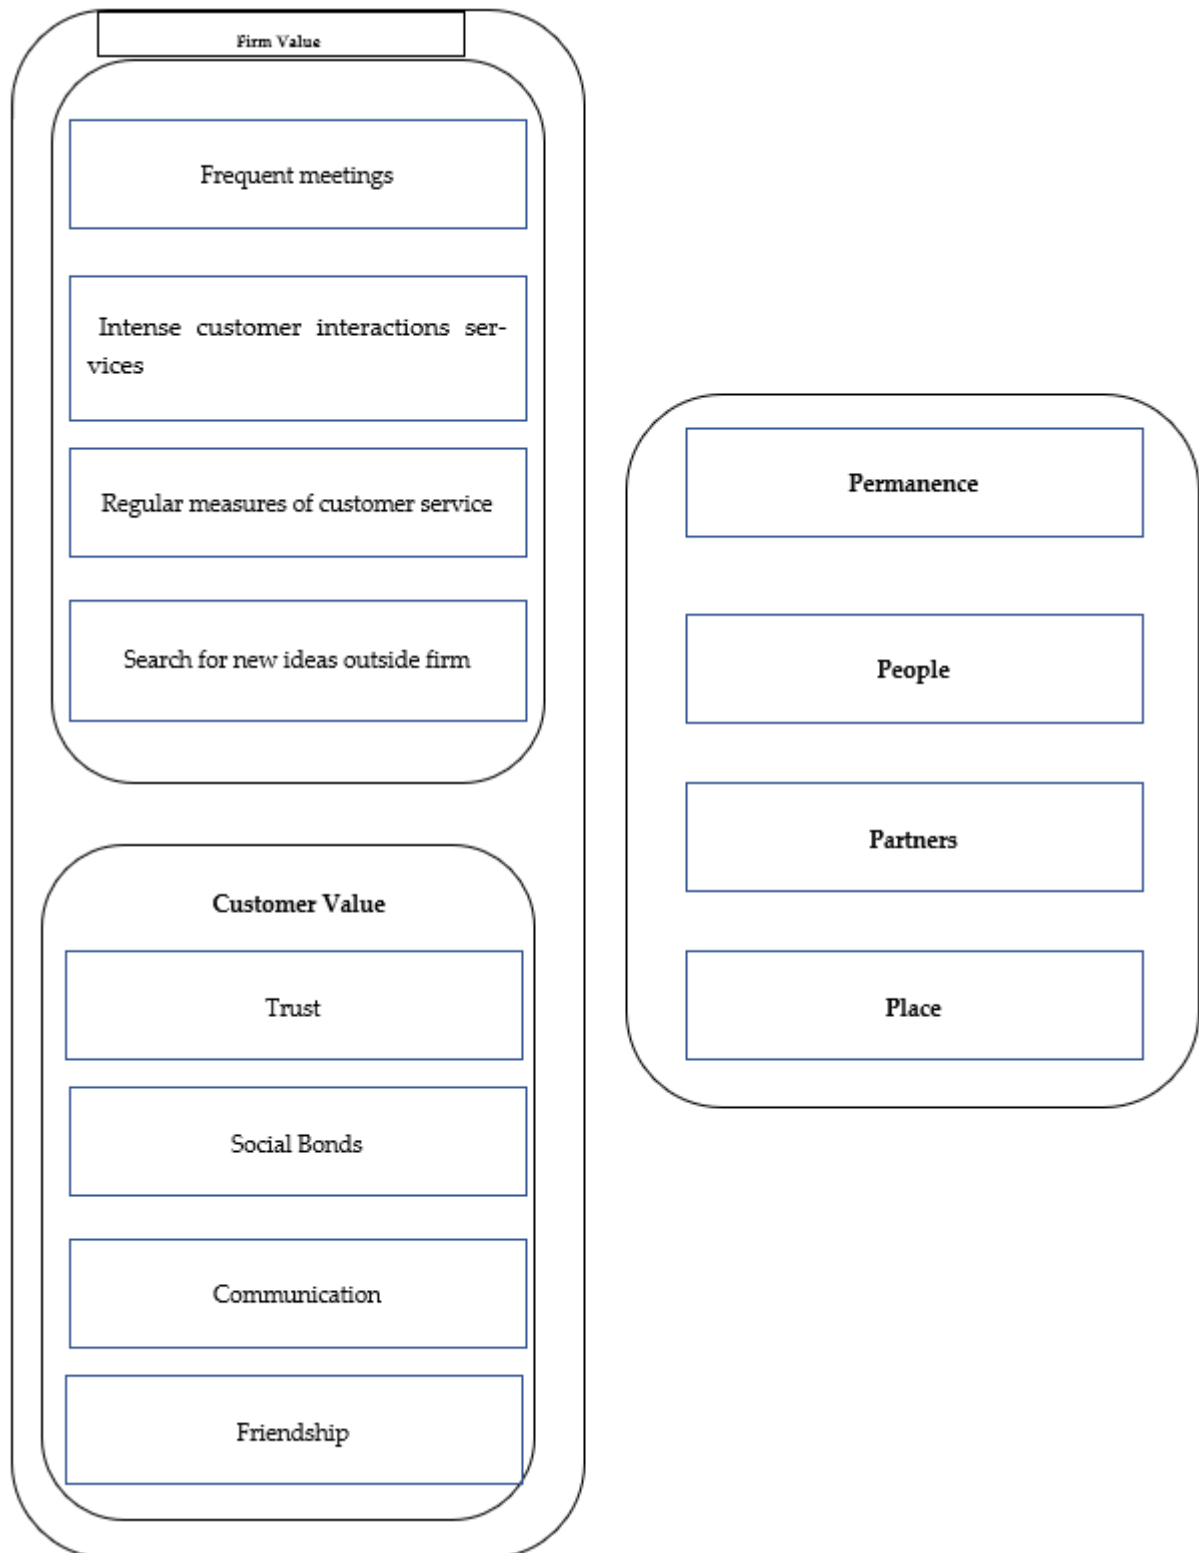 Firm Value
Frequent meetings
Intense customer interactions ser-
vices
Regular measures of customer service
Search for new ideas outside firm
Customer Value
Trust
Social Bonds
Communication
Friendship
Permanence
People
Partners
Place